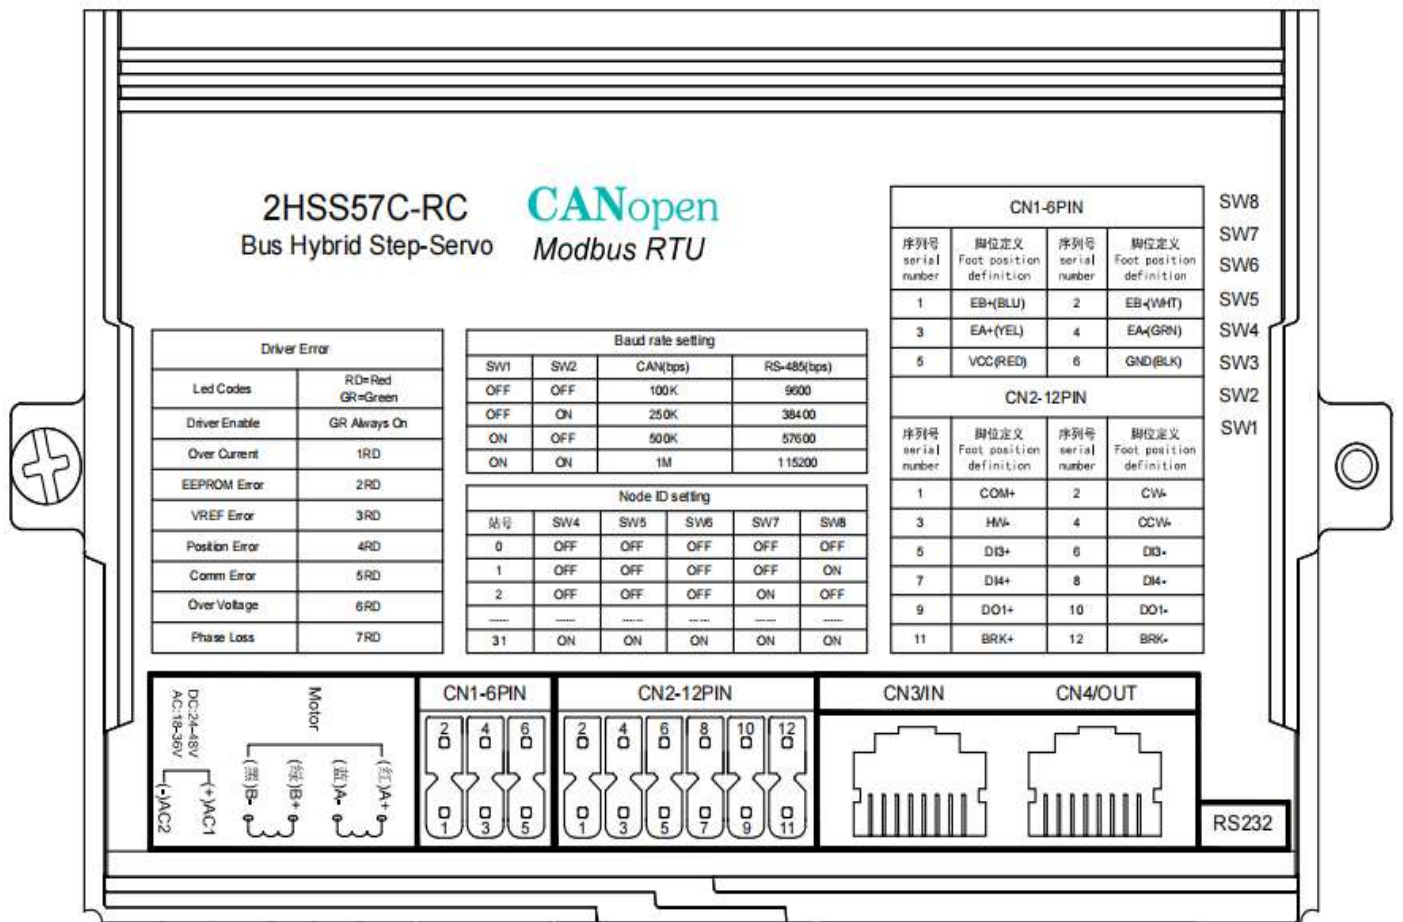 2HSS57C-RC
Bus Hybrid Step-Servo
CANopen
Modbus RTU
Driver Error
Led Codes RD=Red GR=Green
Driver Enable GR Always On
Over Current 1RD
EEPROM Error 2RD
VREF Error 3RD
Position Error 4RD
Comm Error 5RD
Over Voltage 6RD
Phase Loss 7RD
Baud rate setting
SW1 SW2 CAN(bps) RS-485(bps)
OFF OFF 100K 9600
OFF ON 250K 38400
ON OFF 500K 57600
ON ON 1M 115200
Node ID setting
站号 SW4 SW5 SW6 SW7 SW8
0 OFF OFF OFF OFF OFF
1 OFF OFF OFF OFF ON
2 OFF OFF OFF ON OFF
...... ...... ...... ...... ...... ......
31 ON ON ON ON ON
CN1-6PIN
序列号 脚位定义 序列号 脚位定义
serial Foot position serial Foot position
number definition number definition
1 EB+(BLU) 2 EB-(WHT)
3 EA+(YEL) 4 EA-(GRN)
5 VCC(RED) 6 GND(BLK)
CN2-12PIN
序列号 脚位定义 序列号 脚位定义
serial Foot position serial Foot position
number definition number definition
1 COM+ 2 CW-
3 HW- 4 CCW-
5 DI3+ 6 DI3-
7 DI4+ 8 DI4-
9 DO1+ 10 DO1-
11 BRK+ 12 BRK-
SW8
SW7
SW6
SW5
SW4
SW3
SW2
SW1
DC:24-48V
AC:18-36V
(+)AC1
(-)AC2
Motor
(红)A+
(蓝)A-
(绿)B+
(黑)B-
CN1-6PIN
2 4 6
1 3 5
CN2-12PIN
2 4 6 8 10 12
1 3 5 7 9 11
CN3/IN CN4/OUT
RS232